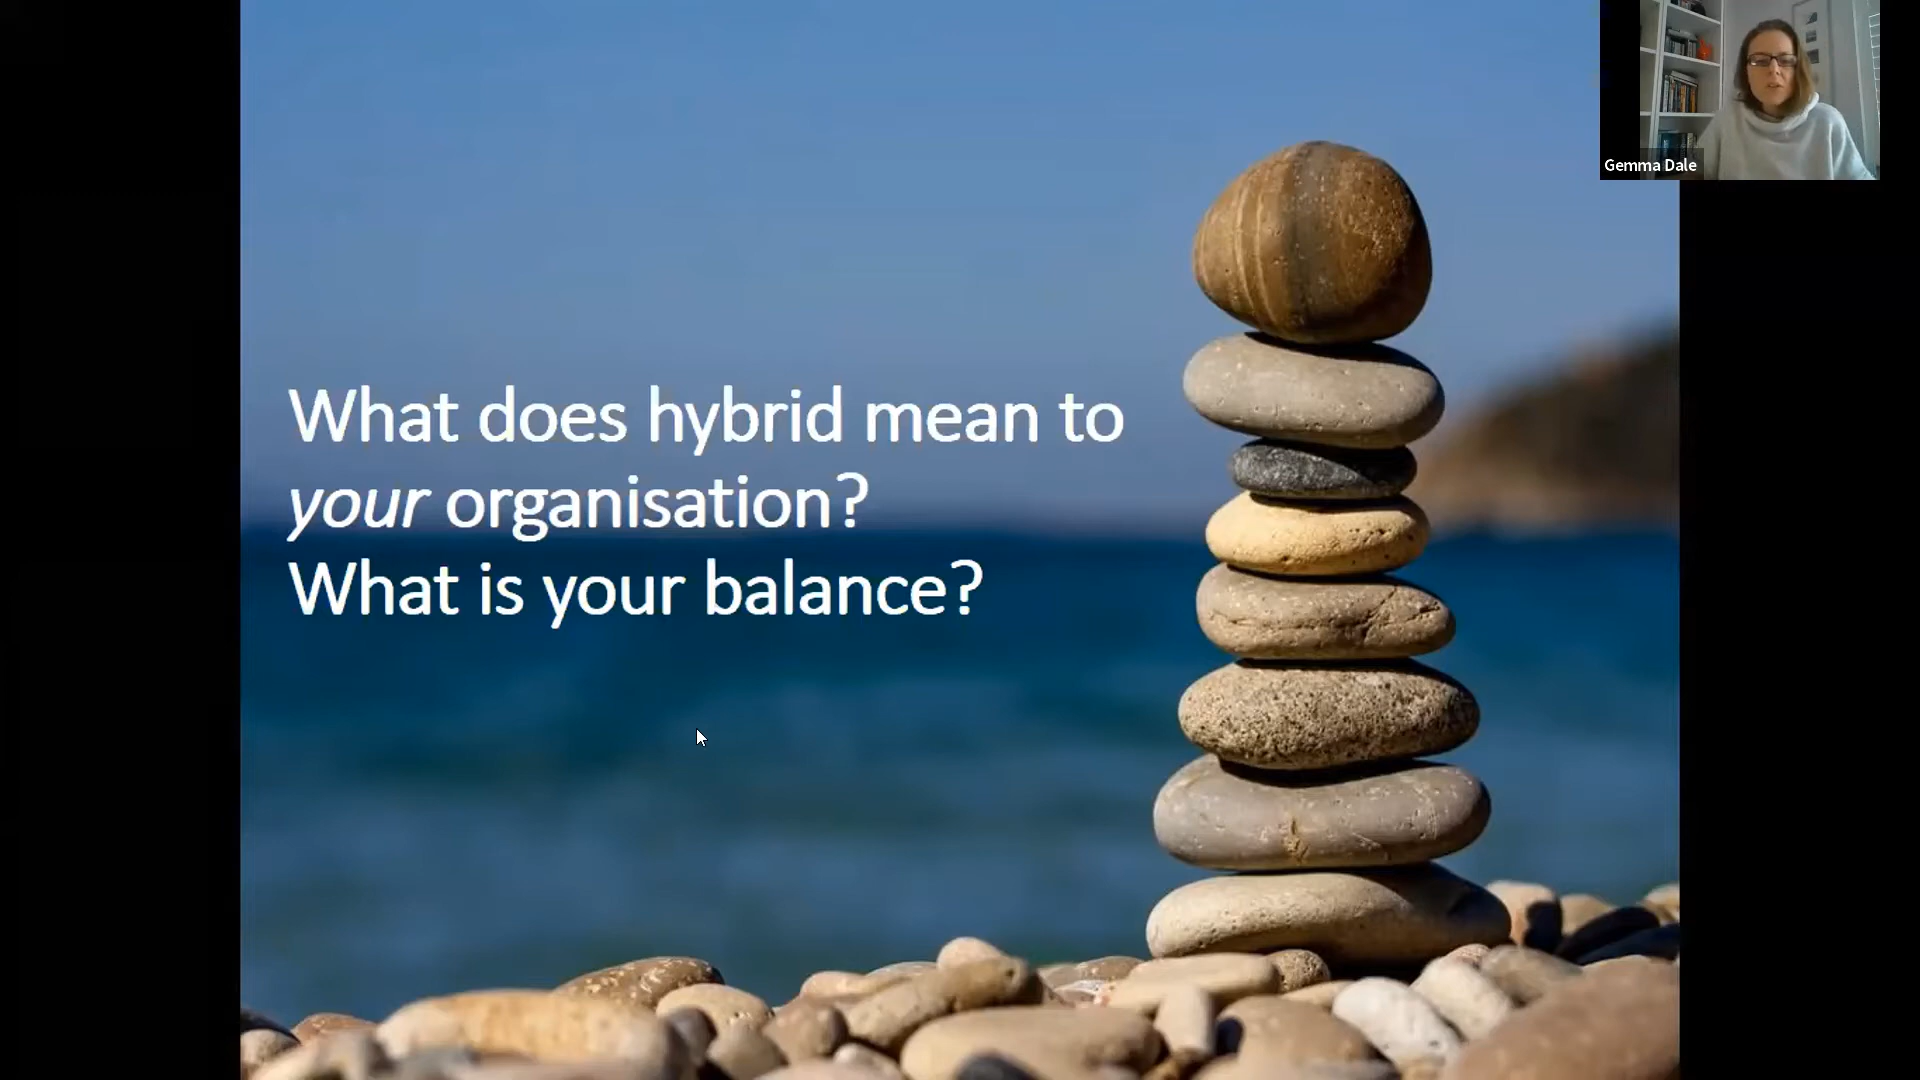 Gemma Dale
What does hybrid mean to
your organisation?
What is your balance?